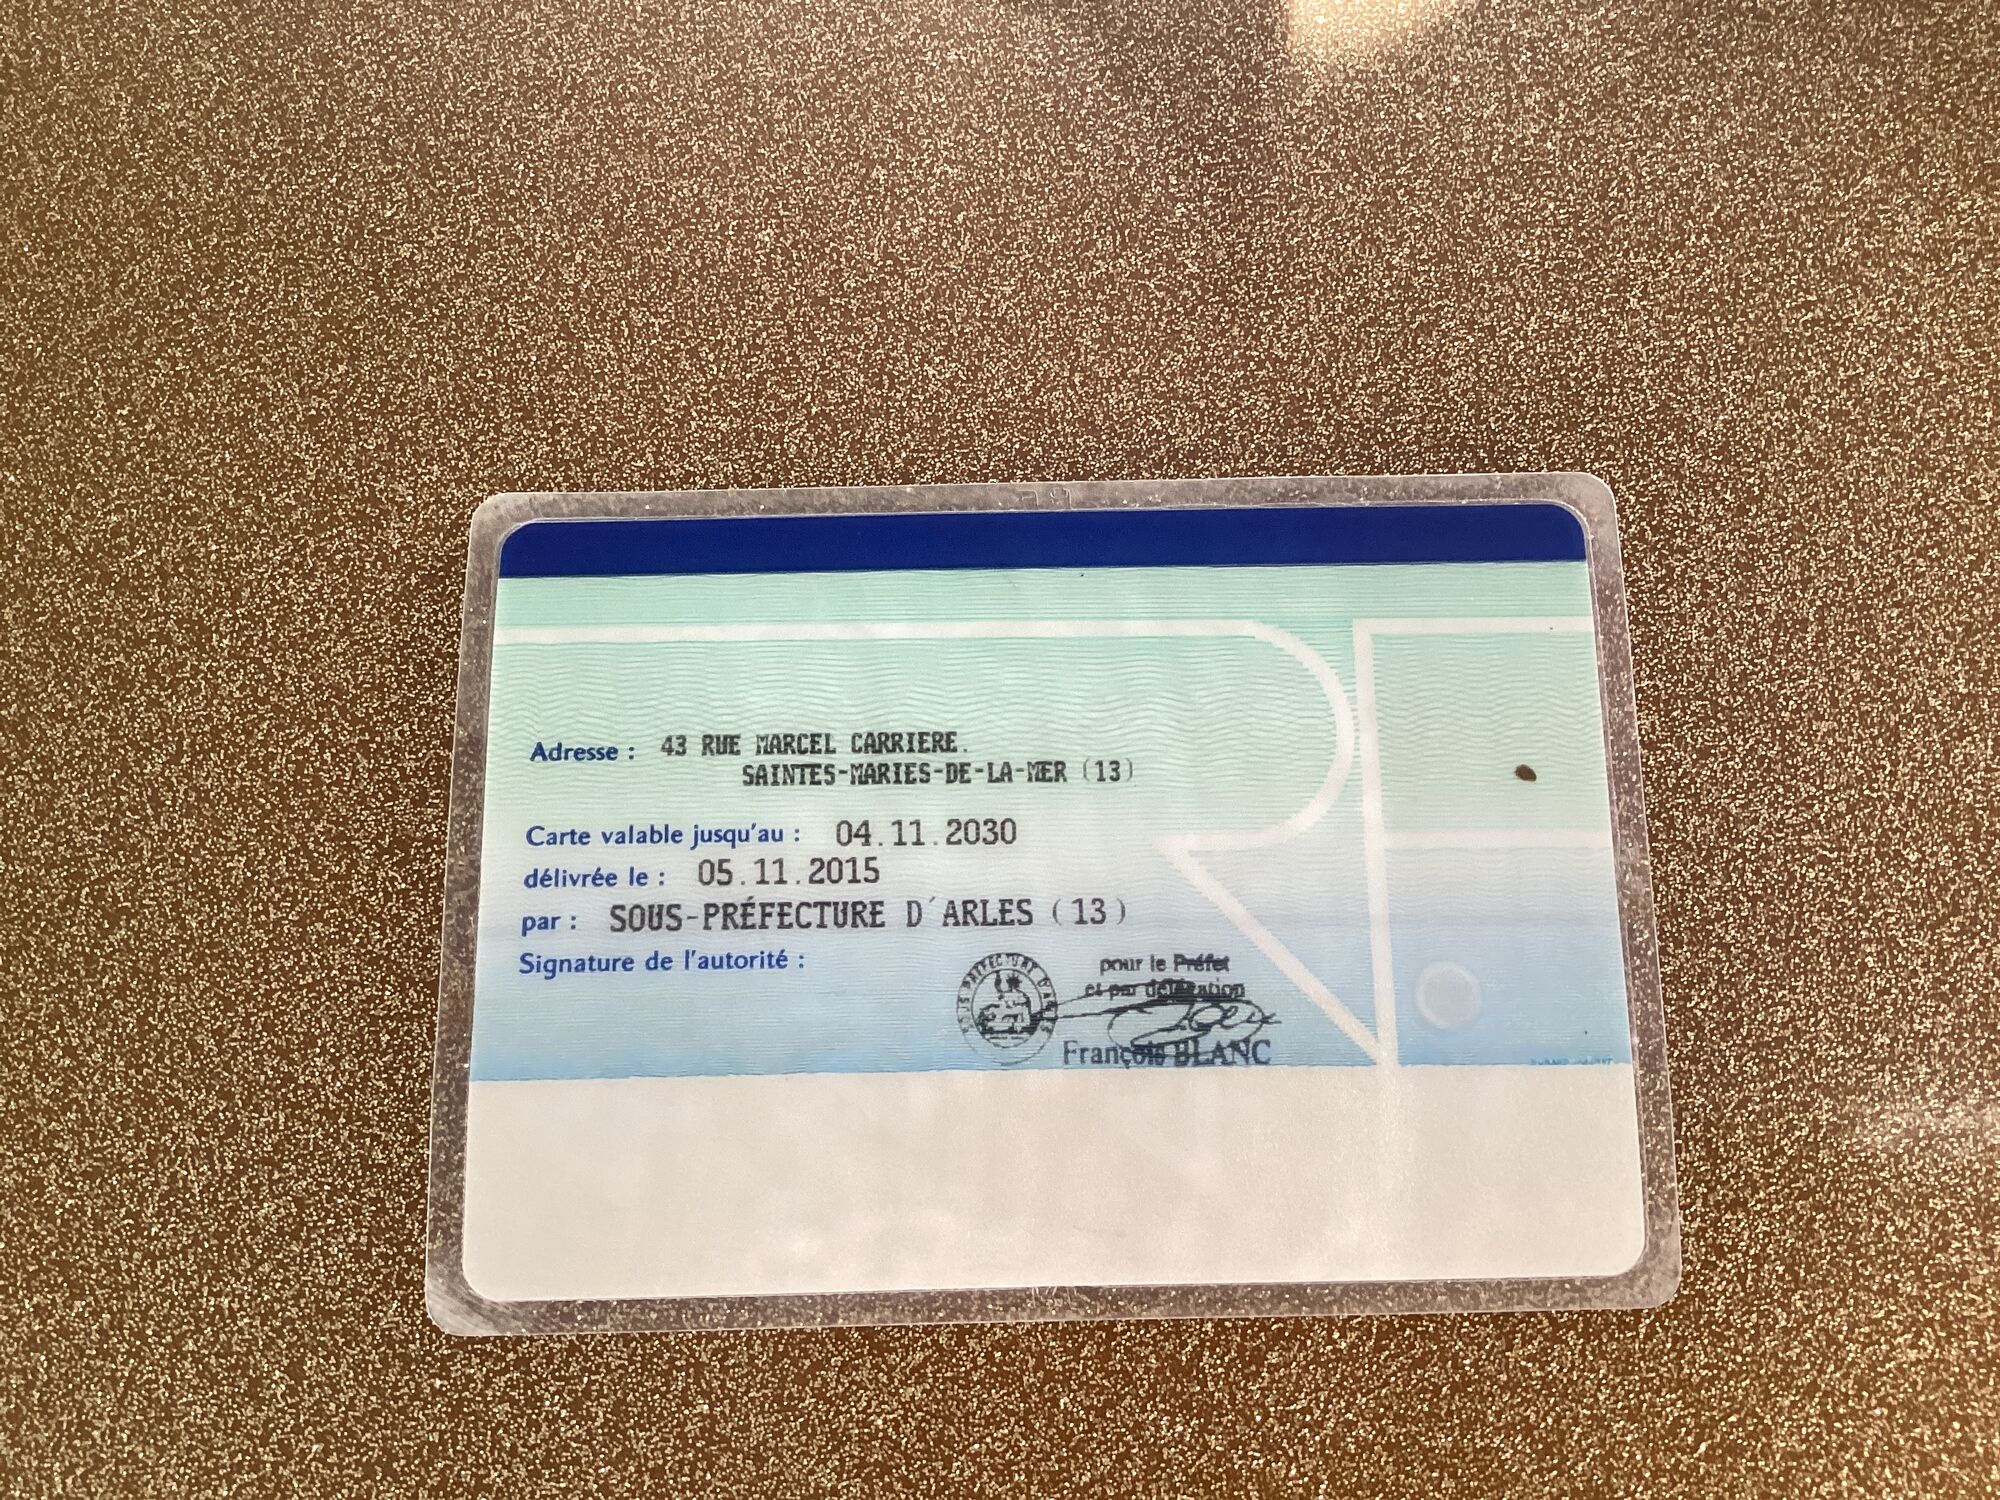 Adresse : 43 RUE MARCEL CARRIERE.
SAINTES-MARIES-DE-LA-MER (13)
Carte valable jusqu'au : 04.11.2030
délivrée le : 05.11.2015
par : SOUS-PRÉFECTURE D'ARLES (13)
Signature de l'autorité :
pour le Préfet
et par délégation
François BLANC